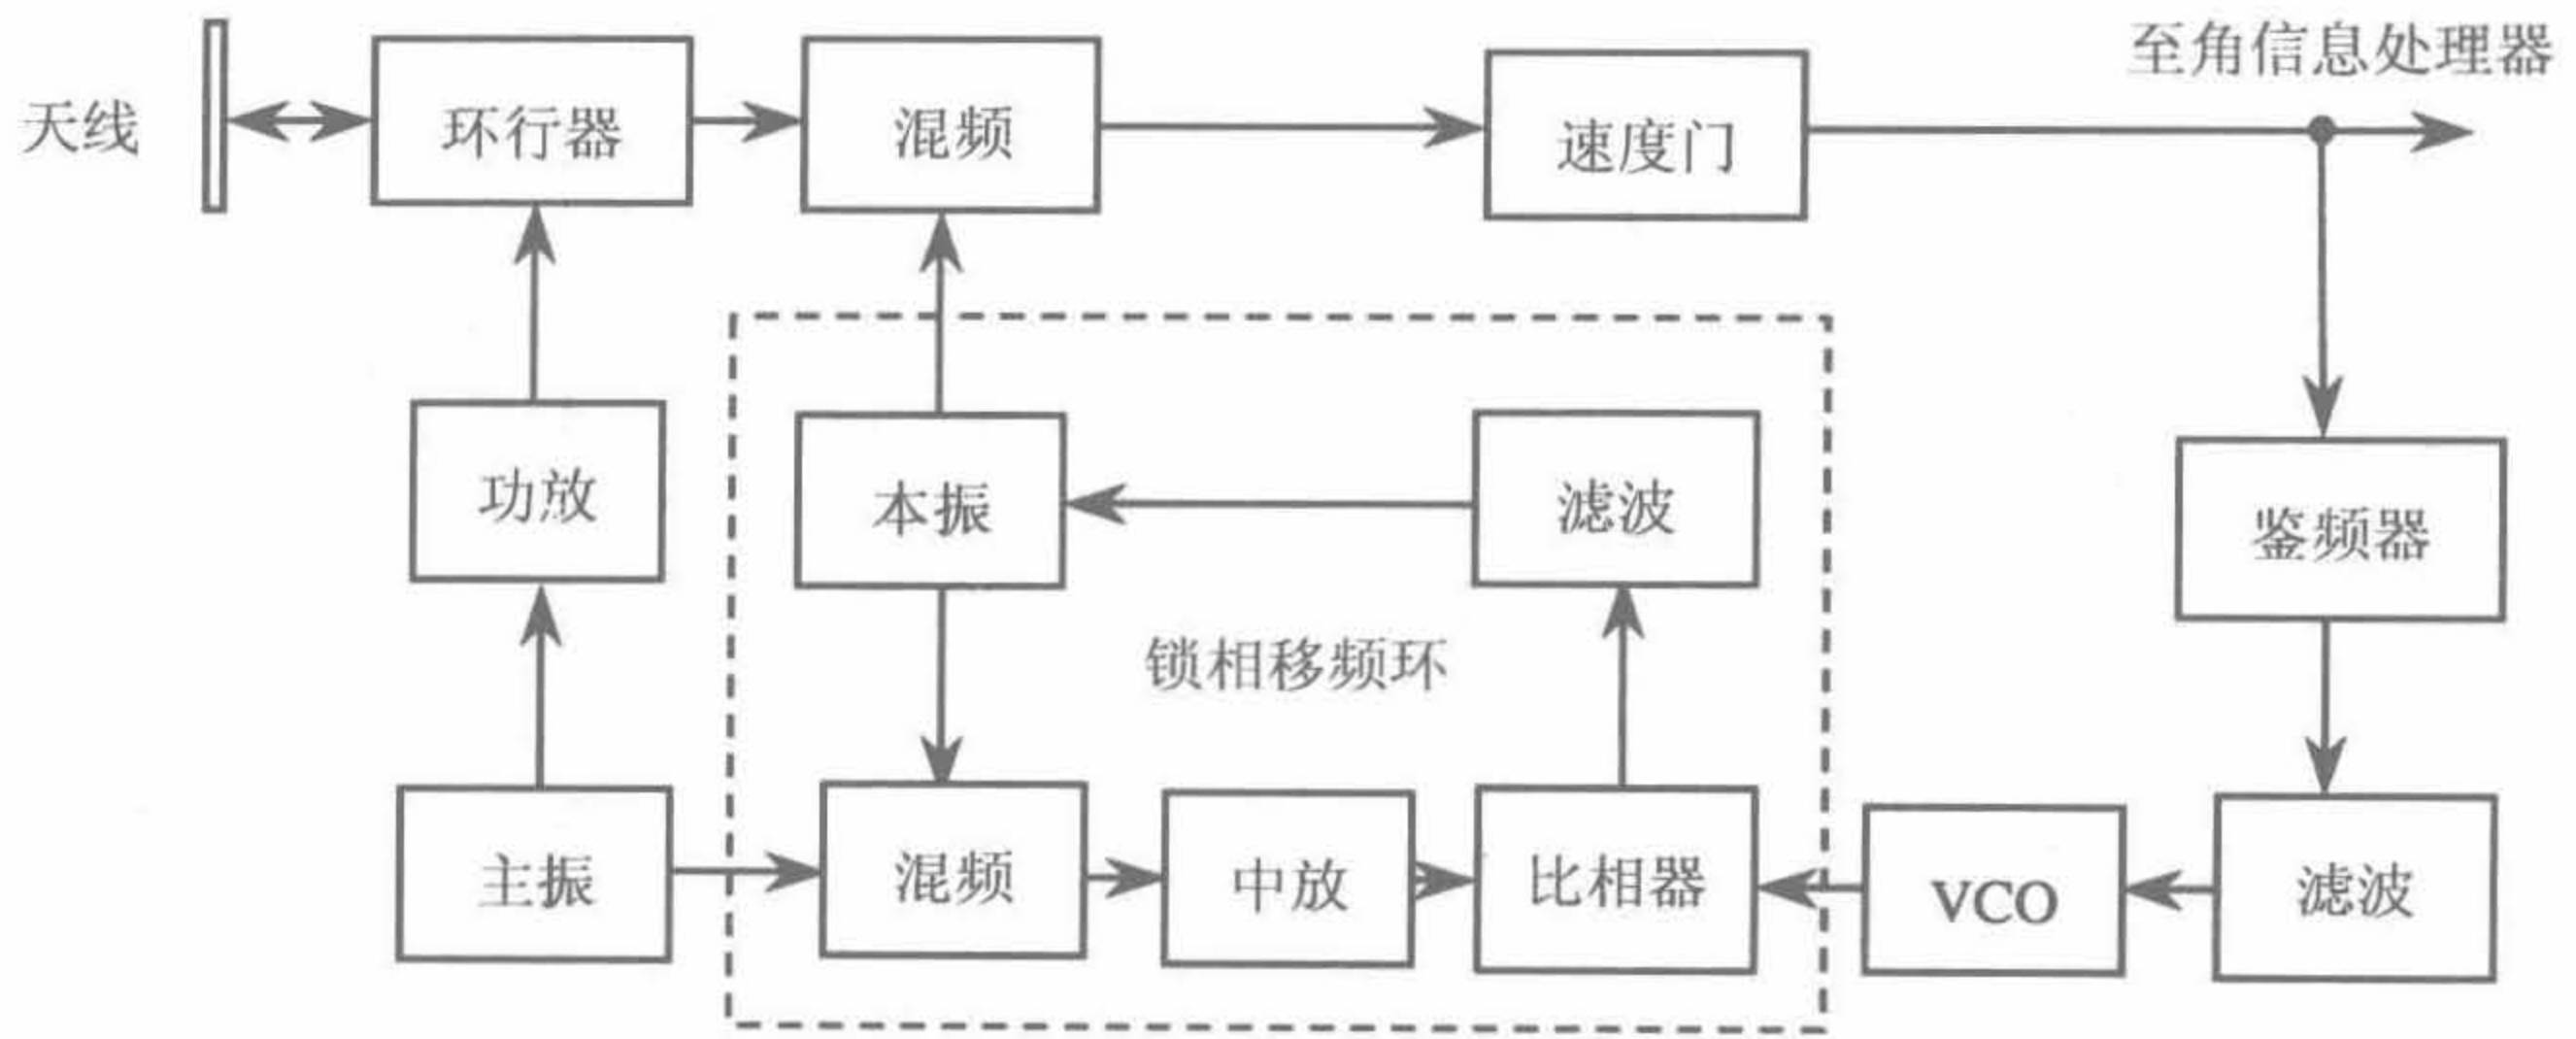 至角信息处理器
天线
环行器
混频
速度门
功放
本振
滤波
鉴频器
锁相移频环
主振
混频
中放
比相器
VCO
滤波